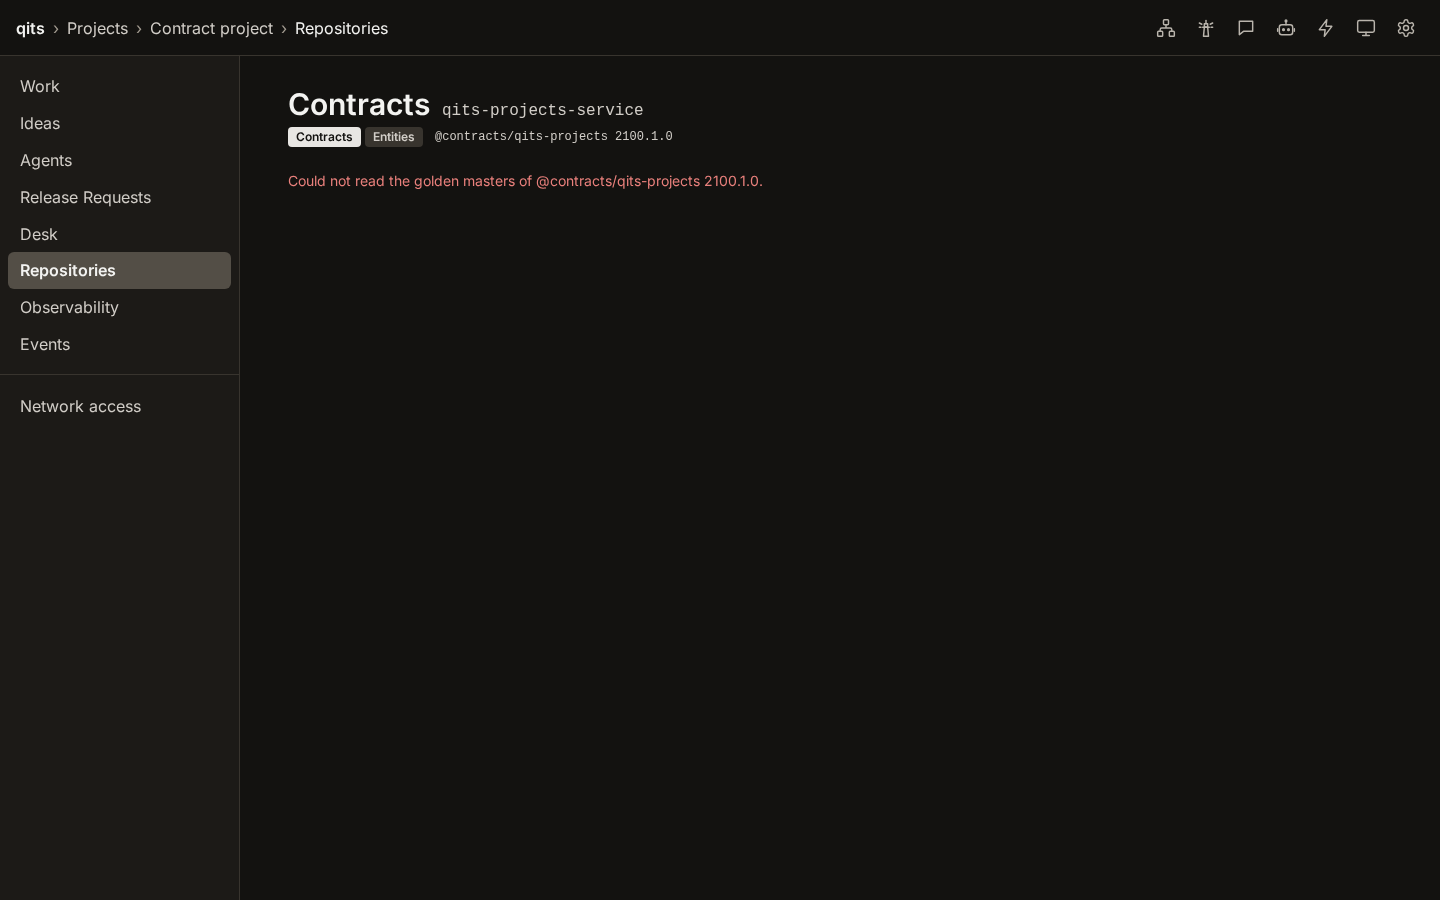 qits › Projects › Contract project › Repositories
Work
Ideas
Agents
Release Requests
Desk
Repositories
Observability
Events
Network access
Contracts qits-projects-service
Contracts Entities @contracts/qits-projects 2100.1.0
Could not read the golden masters of @contracts/qits-projects 2100.1.0.